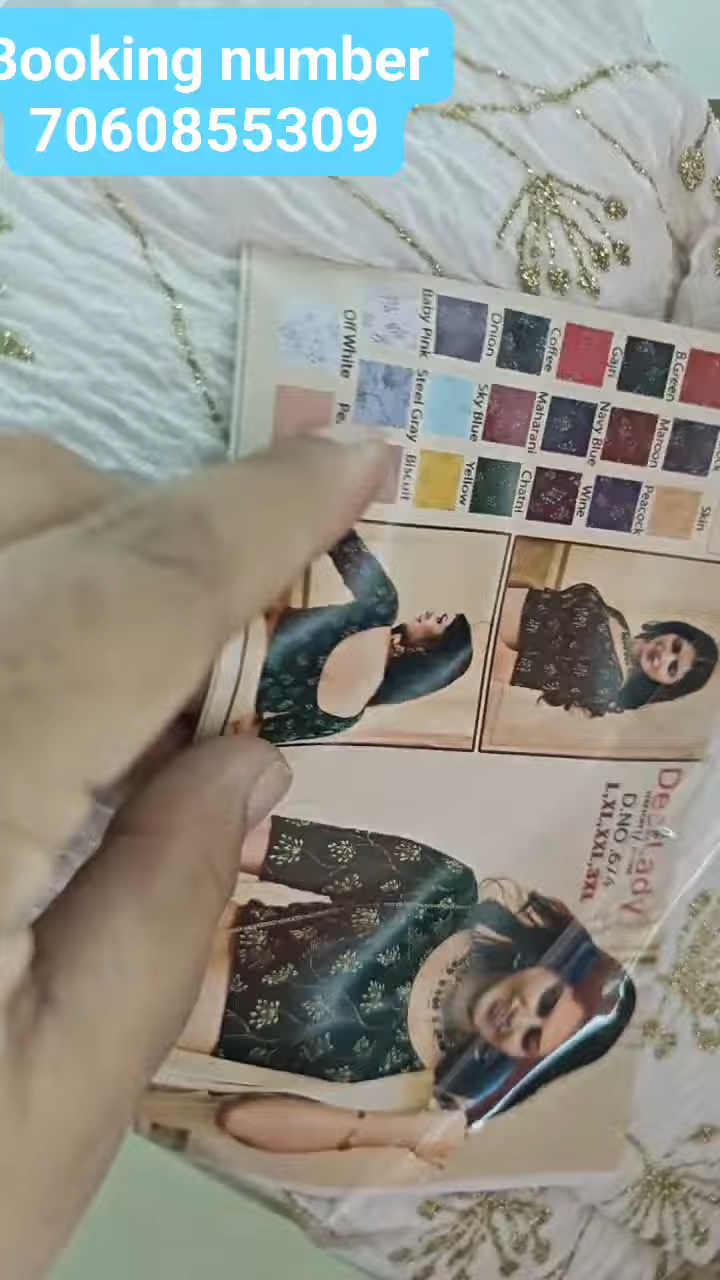 Booking number
7060855309
Off White
Baby Pink
Onion
Coffee
Gajri
B.Green
Steel Gray
Sky Blue
Maharani
Navy Blue
Maroon
Biscuit
Yellow
Chatni
Wine
Peacock
Skin
D.NO.
L,XL,XXL,3XL